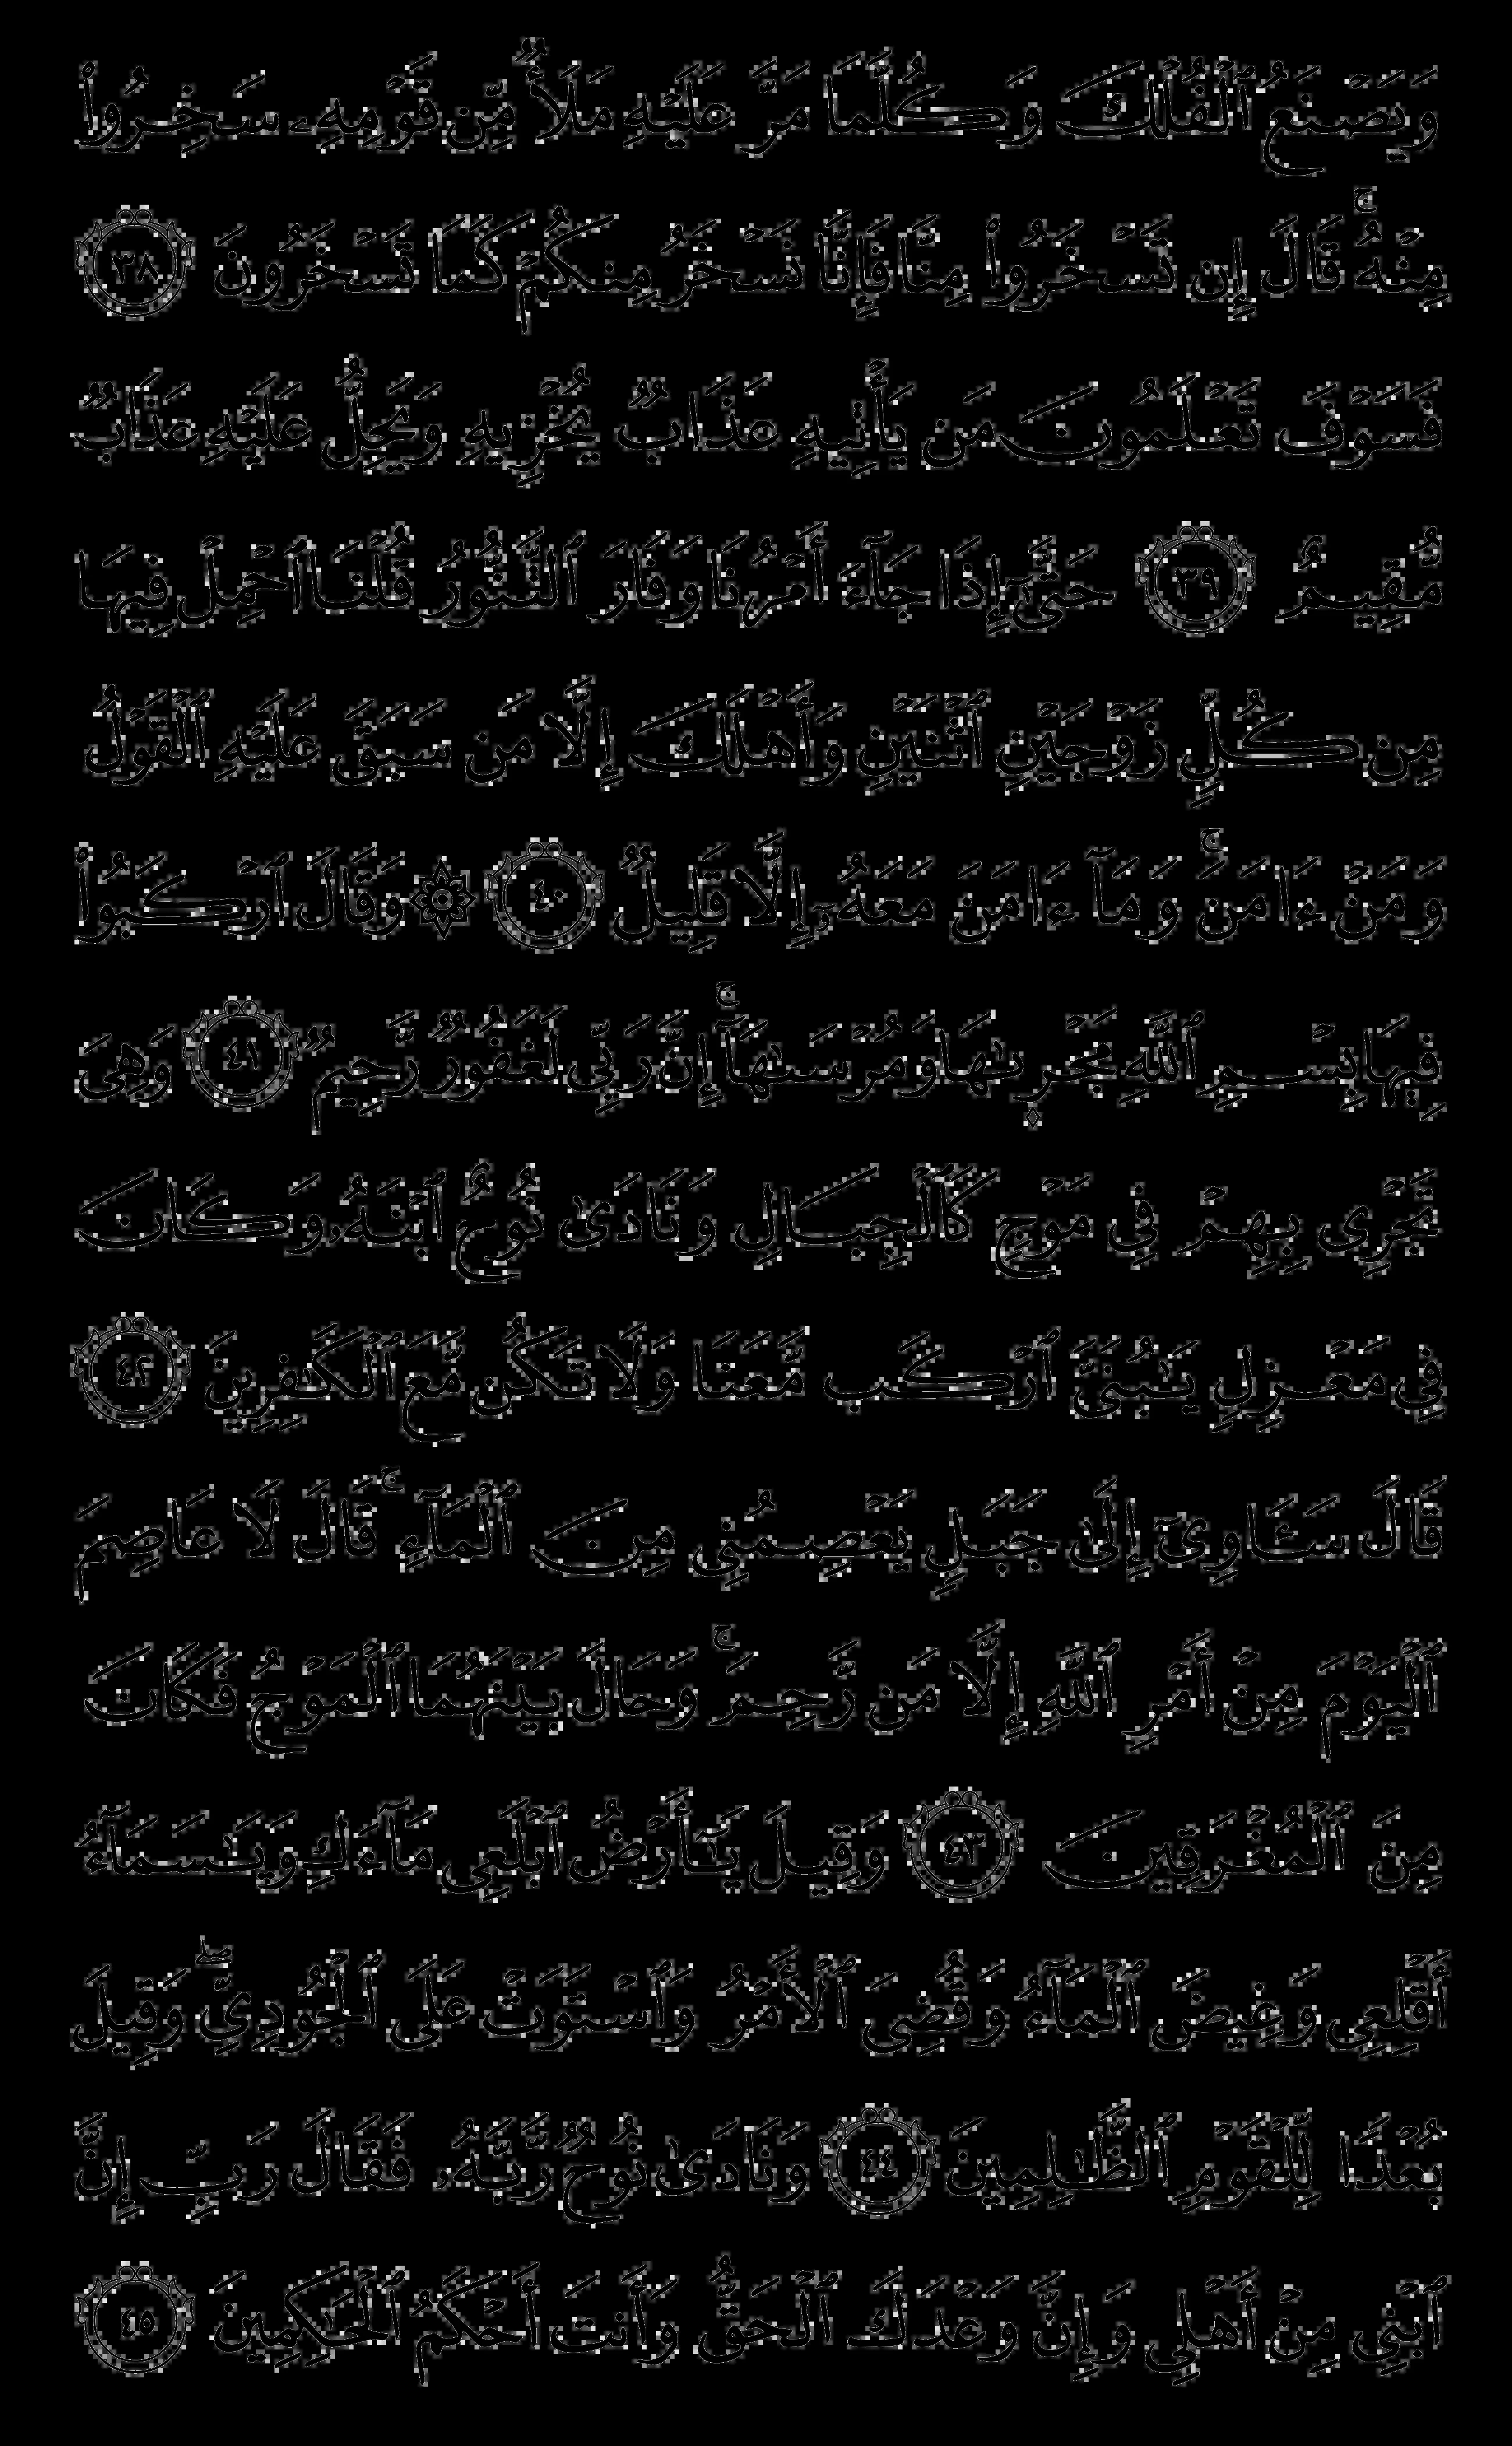 وَيَصْنَعُ ٱلْفُلْكَ وَكُلَّمَا مَرَّ عَلَيْهِ مَلَأٌ مِّن قَوْمِهِۦ سَخِرُوا۟
مِنْهُ ۚ قَالَ إِن تَسْخَرُوا۟ مِنَّا فَإِنَّا نَسْخَرُ مِنكُمْ كَمَا تَسْخَرُونَ ٣٨
فَسَوْفَ تَعْلَمُونَ مَن يَأْتِيهِ عَذَابٌ يُخْزِيهِ وَيَحِلُّ عَلَيْهِ عَذَابٌ
مُّقِيمٌ ٣٩ حَتَّىٰٓ إِذَا جَآءَ أَمْرُنَا وَفَارَ ٱلتَّنُّورُ قُلْنَا ٱحْمِلْ فِيهَا
مِن كُلٍّ زَوْجَيْنِ ٱثْنَيْنِ وَأَهْلَكَ إِلَّا مَن سَبَقَ عَلَيْهِ ٱلْقَوْلُ
وَمَنْ ءَامَنَ ۚ وَمَآ ءَامَنَ مَعَهُۥٓ إِلَّا قَلِيلٌ ٤٠ ۞ وَقَالَ ٱرْكَبُوا۟
فِيهَا بِسْمِ ٱللَّهِ مَجْر۪ىٰهَا وَمُرْسَىٰهَآ ۚ إِنَّ رَبِّى لَغَفُورٌ رَّحِيمٌ ٤١ وَهِىَ
تَجْرِى بِهِمْ فِى مَوْجٍ كَٱلْجِبَالِ وَنَادَىٰ نُوحٌ ٱبْنَهُۥ وَكَانَ
فِى مَعْزِلٍ يَـٰبُنَىَّ ٱرْكَب مَّعَنَا وَلَا تَكُن مَّعَ ٱلْكَـٰفِرِينَ ٤٢
قَالَ سَـَٔاوِىٓ إِلَىٰ جَبَلٍ يَعْصِمُنِى مِنَ ٱلْمَآءِ ۚ قَالَ لَا عَاصِمَ
ٱلْيَوْمَ مِنْ أَمْرِ ٱللَّهِ إِلَّا مَن رَّحِمَ ۚ وَحَالَ بَيْنَهُمَا ٱلْمَوْجُ فَكَانَ
مِنَ ٱلْمُغْرَقِينَ ٤٣ وَقِيلَ يَـٰٓأَرْضُ ٱبْلَعِى مَآءَكِ وَيَـٰسَمَآءُ
أَقْلِعِى وَغِيضَ ٱلْمَآءُ وَقُضِىَ ٱلْأَمْرُ وَٱسْتَوَتْ عَلَى ٱلْجُودِىِّ ۖ وَقِيلَ
بُعْدًا لِّلْقَوْمِ ٱلظَّـٰلِمِينَ ٤٤ وَنَادَىٰ نُوحٌ رَّبَّهُۥ فَقَالَ رَبِّ إِنَّ
ٱبْنِى مِنْ أَهْلِى وَإِنَّ وَعْدَكَ ٱلْحَقُّ وَأَنتَ أَحْكَمُ ٱلْحَـٰكِمِينَ ٤٥